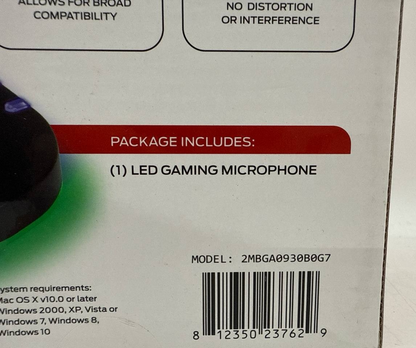 ALLOWS FOR BROAD
COMPATIBILITY
NO DISTORTION
OR INTERFERENCE
PACKAGE INCLUDES:
(1) LED GAMING MICROPHONE
MODEL: 2MBGA0930B0G7
8 12350 23762 9
ystem requirements:
Mac OS X v10.0 or later
Windows 2000, XP, Vista or
Windows 7, Windows 8,
Windows 10